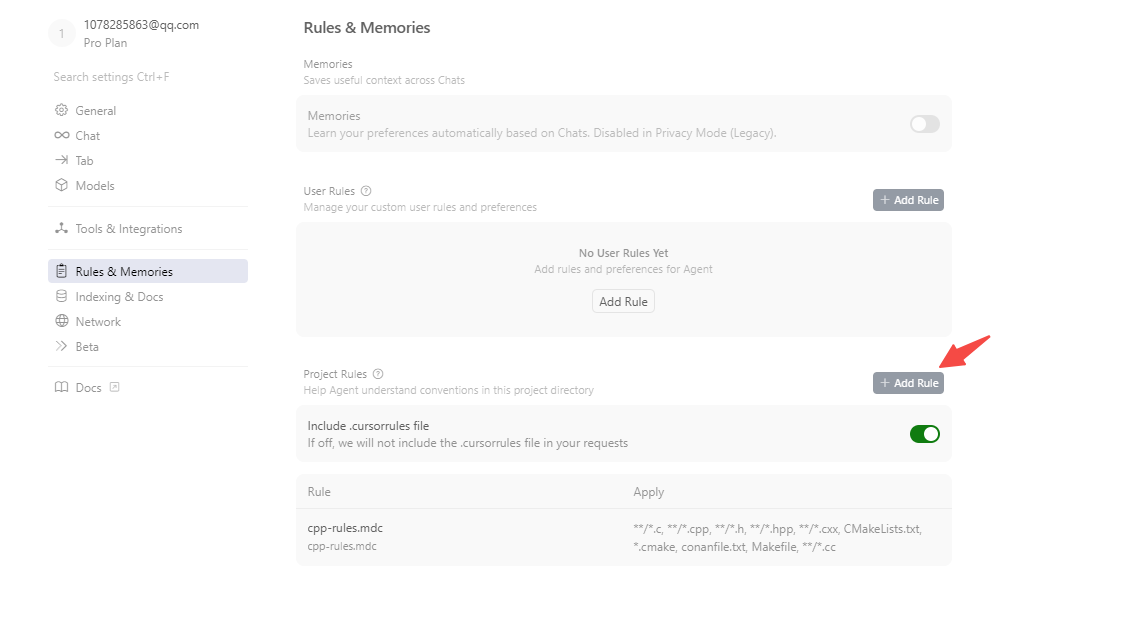 1
1078285863@qq.com
Pro Plan
Search settings Ctrl+F
General
Chat
Tab
Models
Tools & Integrations
Rules & Memories
Indexing & Docs
Network
Beta
Docs
Rules & Memories
Memories
Saves useful context across Chats
Memories
Learn your preferences automatically based on Chats. Disabled in Privacy Mode (Legacy).
User Rules
Manage your custom user rules and preferences
+ Add Rule
No User Rules Yet
Add rules and preferences for Agent
Add Rule
Project Rules
Help Agent understand conventions in this project directory
+ Add Rule
Include .cursorrules file
If off, we will not include the .cursorrules file in your requests
Rule Apply
cpp-rules.mdc
cpp-rules.mdc
**/*.c, **/*.cpp, **/*.h, **/*.hpp, **/*.cxx, CMakeLists.txt,
*.cmake, conanfile.txt, Makefile, **/*.cc